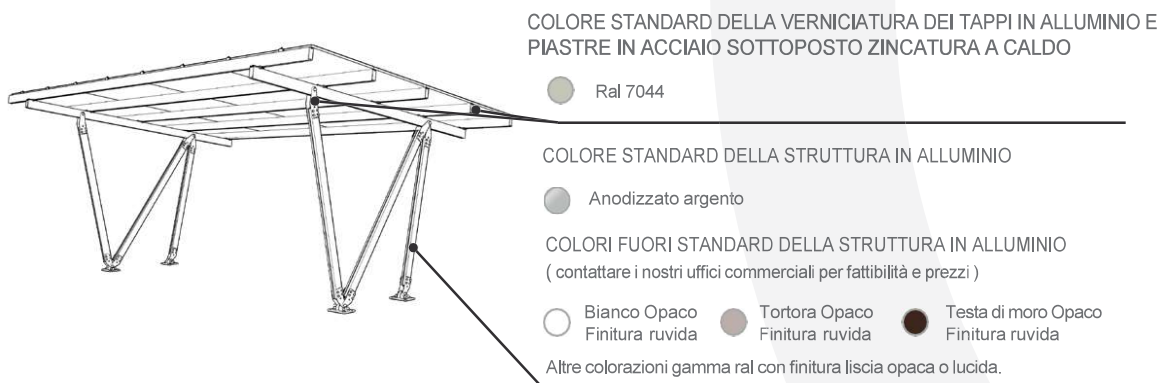 COLORE STANDARD DELLA VERNICIATURA DEI TAPPI IN ALLUMINIO E
PIASTRE IN ACCIAIO SOTTOPOSTO ZINCATURA A CALDO
Ral 7044
COLORE STANDARD DELLA STRUTTURA IN ALLUMINIO
Anodizzato argento
COLORI FUORI STANDARD DELLA STRUTTURA IN ALLUMINIO
( contattare i nostri uffici commerciali per fattibilità e prezzi )
Bianco Opaco
Finitura ruvida
Tortora Opaco
Finitura ruvida
Testa di moro Opaco
Finitura ruvida
Altre colorazioni gamma ral con finitura liscia opaca o lucida.